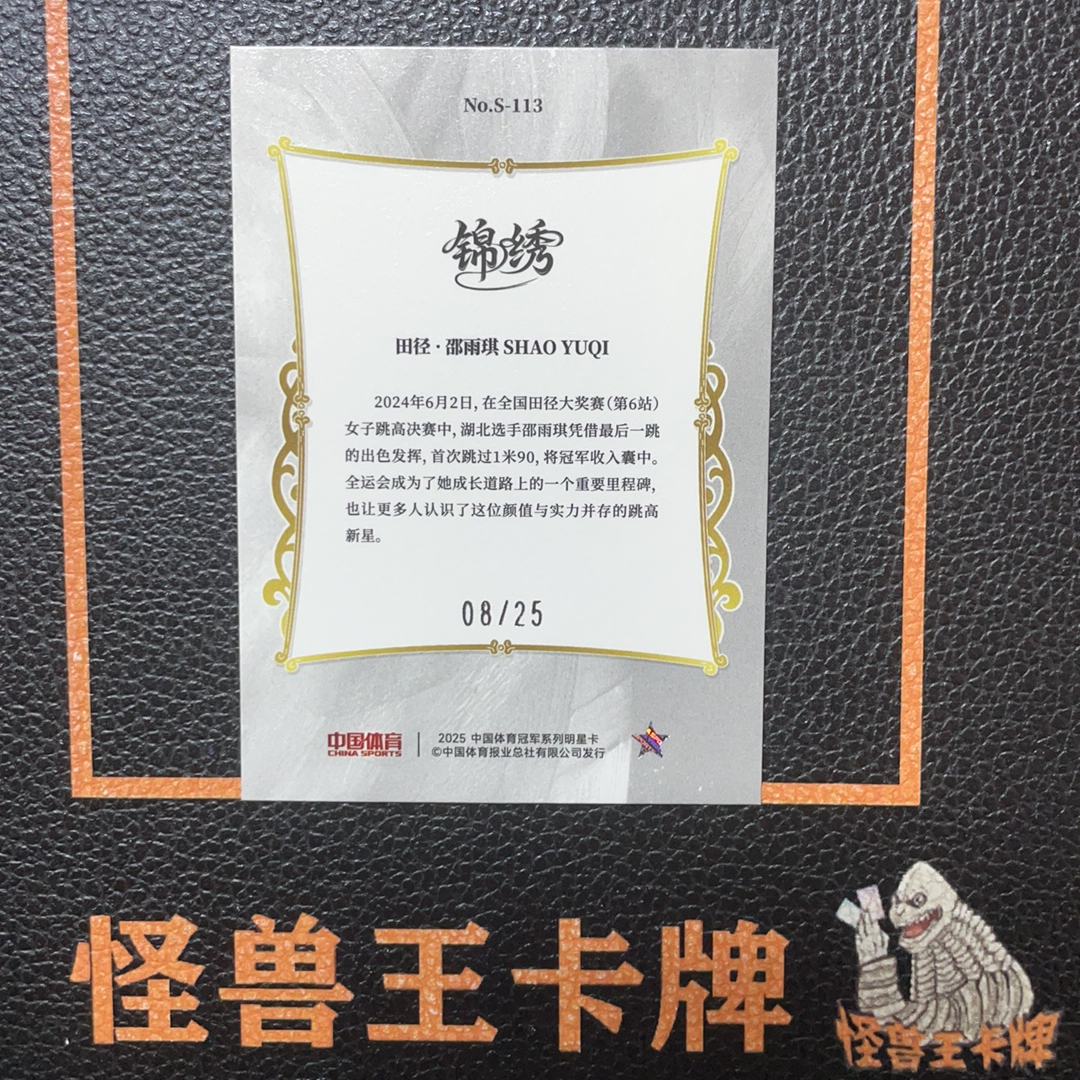 No.S-113
锦绣
田径·邵雨琪 SHAO YUQI
2024年6月2日,在全国田径大奖赛(第6站)
女子跳高决赛中,湖北选手邵雨琪凭借最后一跳
的出色发挥,首次跳过1米90,将冠军收入囊中。
全运会成为了她成长道路上的一个重要里程碑,
也让更多人认识了这位颜值与实力并存的跳高
新星。
08/25
中国体育
CHINA SPORTS
2025 中国体育冠军系列明星卡
©中国体育报业总社有限公司发行
怪兽王卡牌
怪兽王卡牌